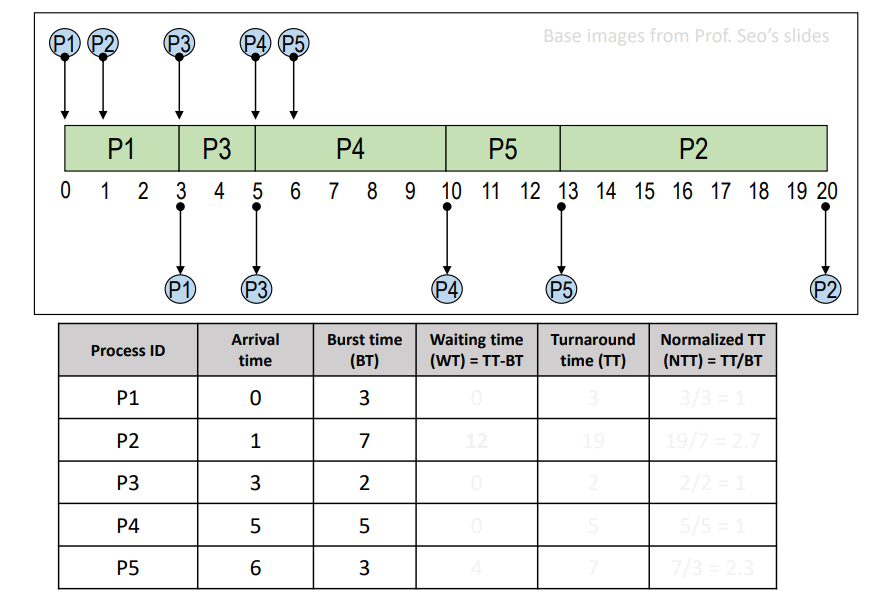 P1 P2 P3 P4 P5 Base images from Prof. Seo's slides
P1 P3 P4 P5 P2
0 1 2 3 4 5 6 7 8 9 10 11 12 13 14 15 16 17 18 19 20
P1 P3 P4 P5 P2
Process ID Arrival time Burst time (BT) Waiting time (WT) = TT-BT Turnaround time (TT) Normalized TT (NTT) = TT/BT
P1 0 3 0 3 3/3 = 1
P2 1 7 12 19 19/7 = 2.7
P3 3 2 0 2 2/2 = 1
P4 5 5 0 5 5/5 = 1
P5 6 3 4 7 7/3 = 2.3